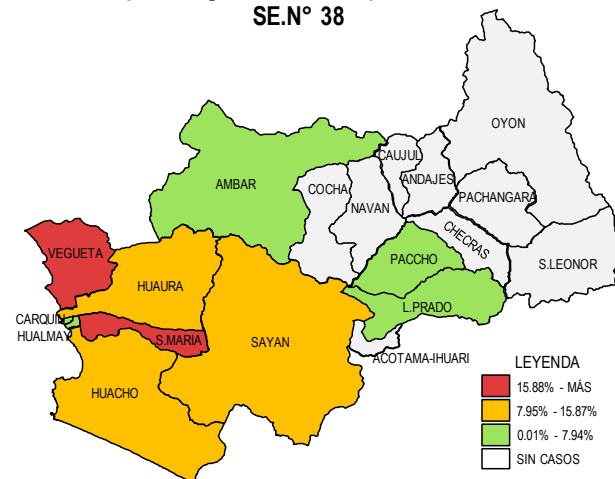 SE.N° 38
OYON
CAUJUL
ANDAJES
AMBAR
COCHA
PACHANGARA
NAVAN
CHECRAS
VEGUETA
PACCHO
S.LEONOR
HUAURA
L.PRADO
CARQUIL
HUALMAY
S.MARIA
SAYAN
ACOTAMA-IHUARI
HUACHO
LEYENDA
15.88% - MÁS
7.95% - 15.87%
0.01% - 7.94%
SIN CASOS